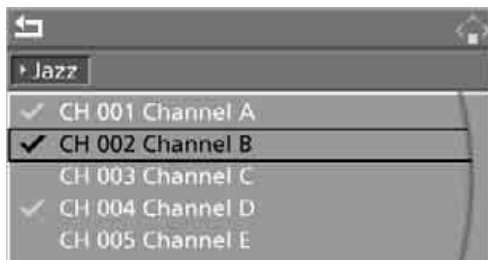 Jazz
CH 001 Channel A
CH 002 Channel B
CH 003 Channel C
CH 004 Channel D
CH 005 Channel E